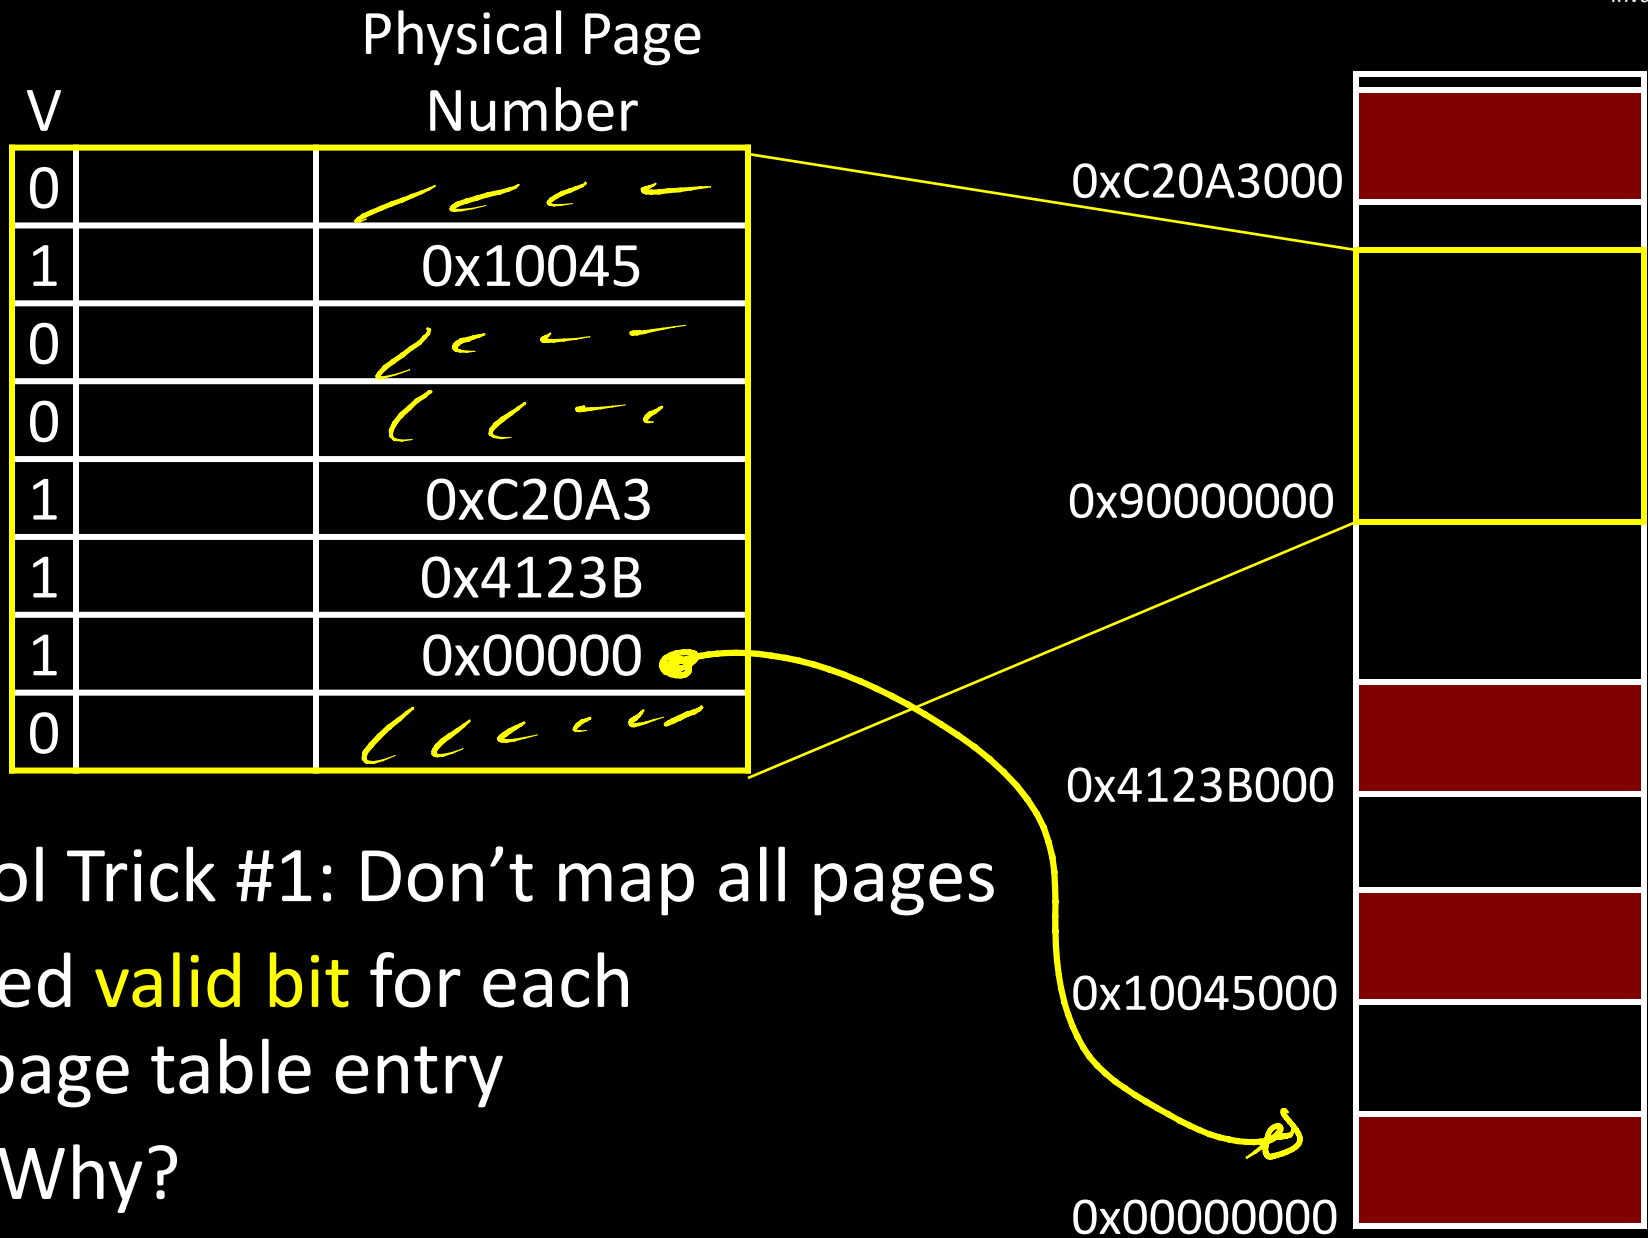 Physical Page
V Number
0
1 0x10045
0
0
1 0xC20A3
1 0x4123B
1 0x00000
0
0xC20A3000
0x90000000
0x4123B000
0x10045000
0x00000000
ol Trick #1: Don’t map all pages
ed valid bit for each
page table entry
Why?